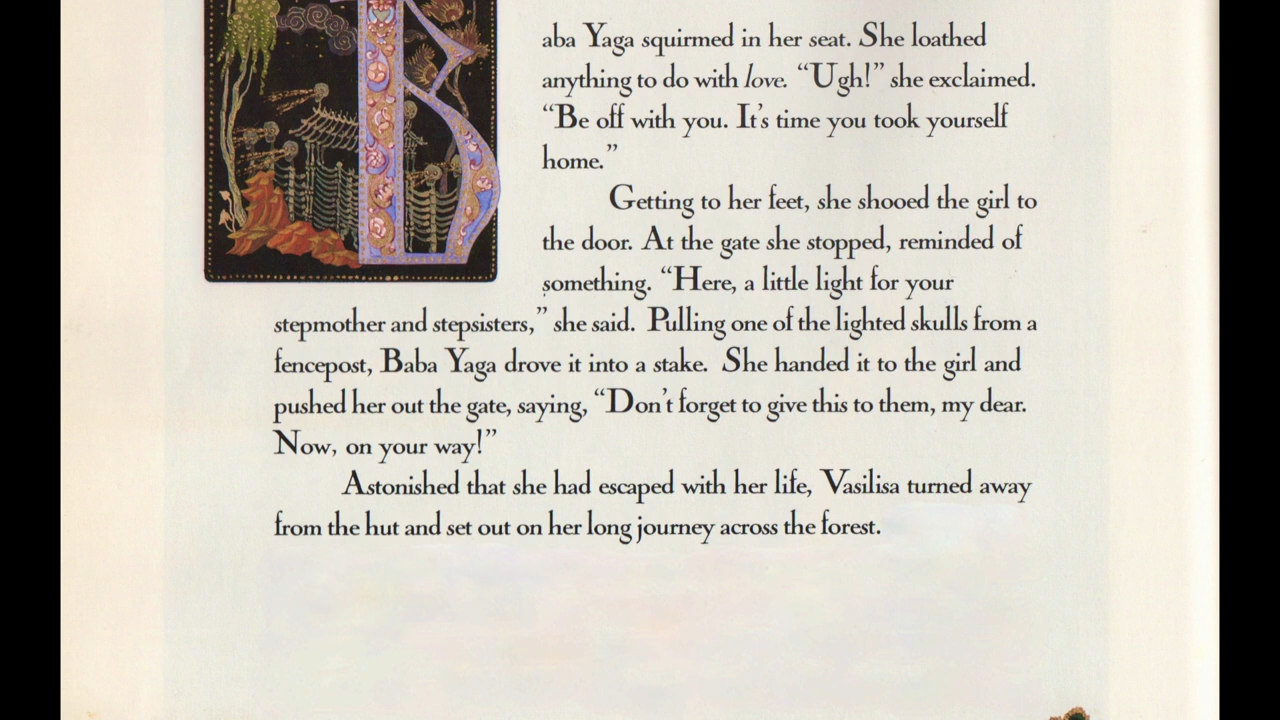 Baba Yaga squirmed in her seat. She loathed
anything to do with love. “Ugh!” she exclaimed.
“Be off with you. It’s time you took yourself
home.”
Getting to her feet, she shooed the girl to
the door. At the gate she stopped, reminded of
something. “Here, a little light for your
stepmother and stepsisters,” she said. Pulling one of the lighted skulls from a
fencepost, Baba Yaga drove it into a stake. She handed it to the girl and
pushed her out the gate, saying, “Don’t forget to give this to them, my dear.
Now, on your way!”
Astonished that she had escaped with her life, Vasilisa turned away
from the hut and set out on her long journey across the forest.